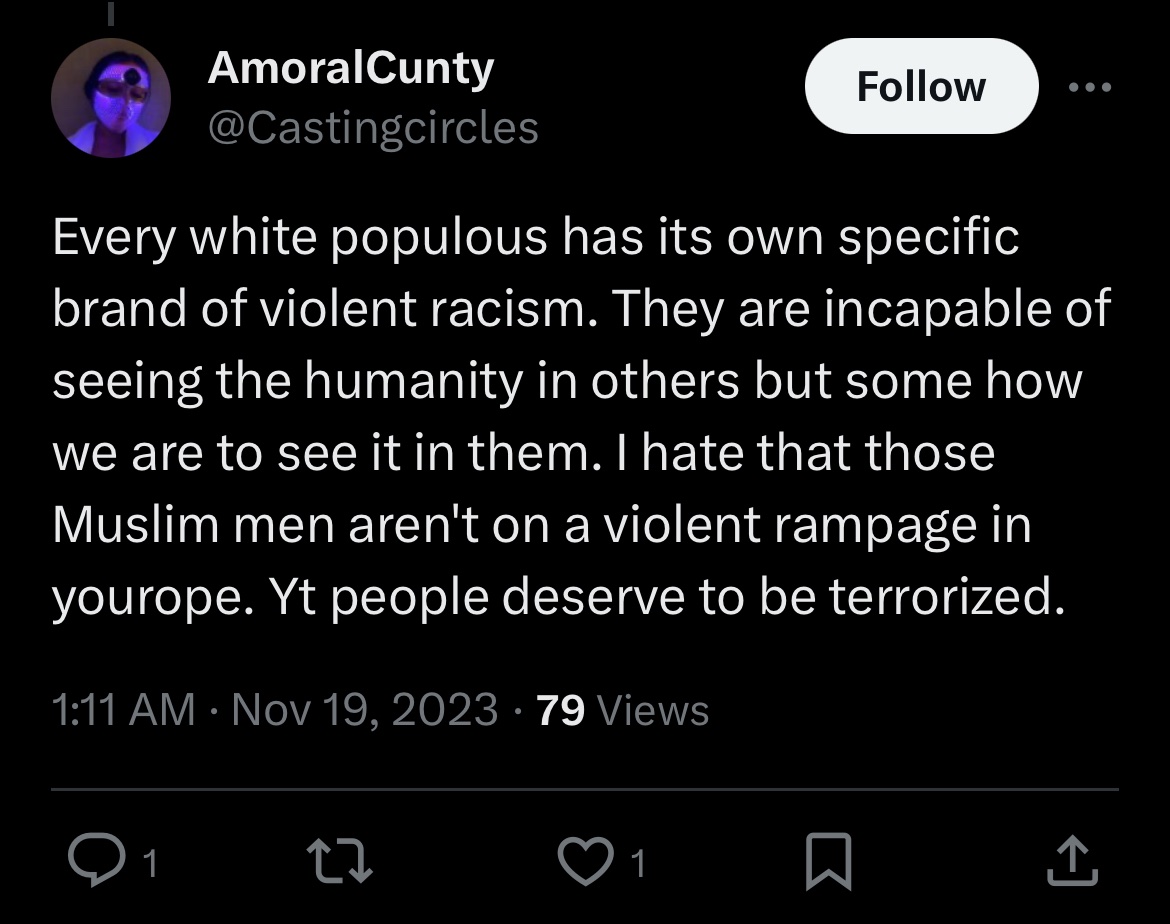 AmoralCunty
Follow
@Castingcircles
Every white populous has its own specific
brand of violent racism. They are incapable of
seeing the humanity in others but some how
we are to see it in them. I hate that those
Muslim men aren't on a violent rampage in
yourope. Yt people deserve to be terrorized.
1:11 AM · Nov 19, 2023 · 79 Views
1 1